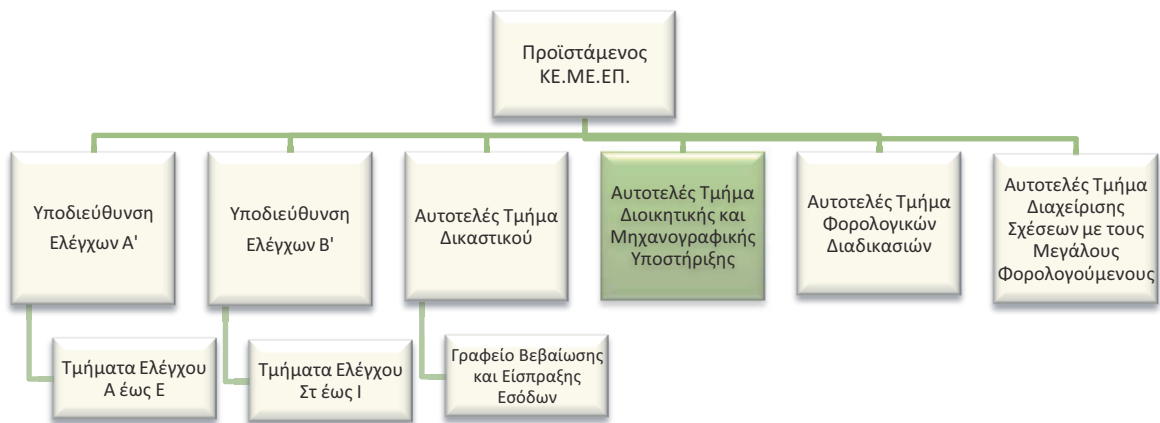 Προϊστάμενος
ΚΕ.ΜΕ.ΕΠ.
Υποδιεύθυνση
Ελέγχων Α'
Υποδιεύθυνση
Ελέγχων Β'
Αυτοτελές Τμήμα
Δικαστικού
Αυτοτελές Τμήμα
Διοικητικής και
Μηχανογραφικής
Υποστήριξης
Αυτοτελές Τμήμα
Φορολογικών
Διαδικασιών
Αυτοτελές Τμήμα
Διαχείρισης
Σχέσεων με τους
Μεγάλους
Φορολογούμενους
Τμήματα Ελέγχου
Α έως Ε
Τμήματα Ελέγχου
Στ έως Ι
Γραφείο Βεβαίωσης
και Είσπραξης
Εσόδων